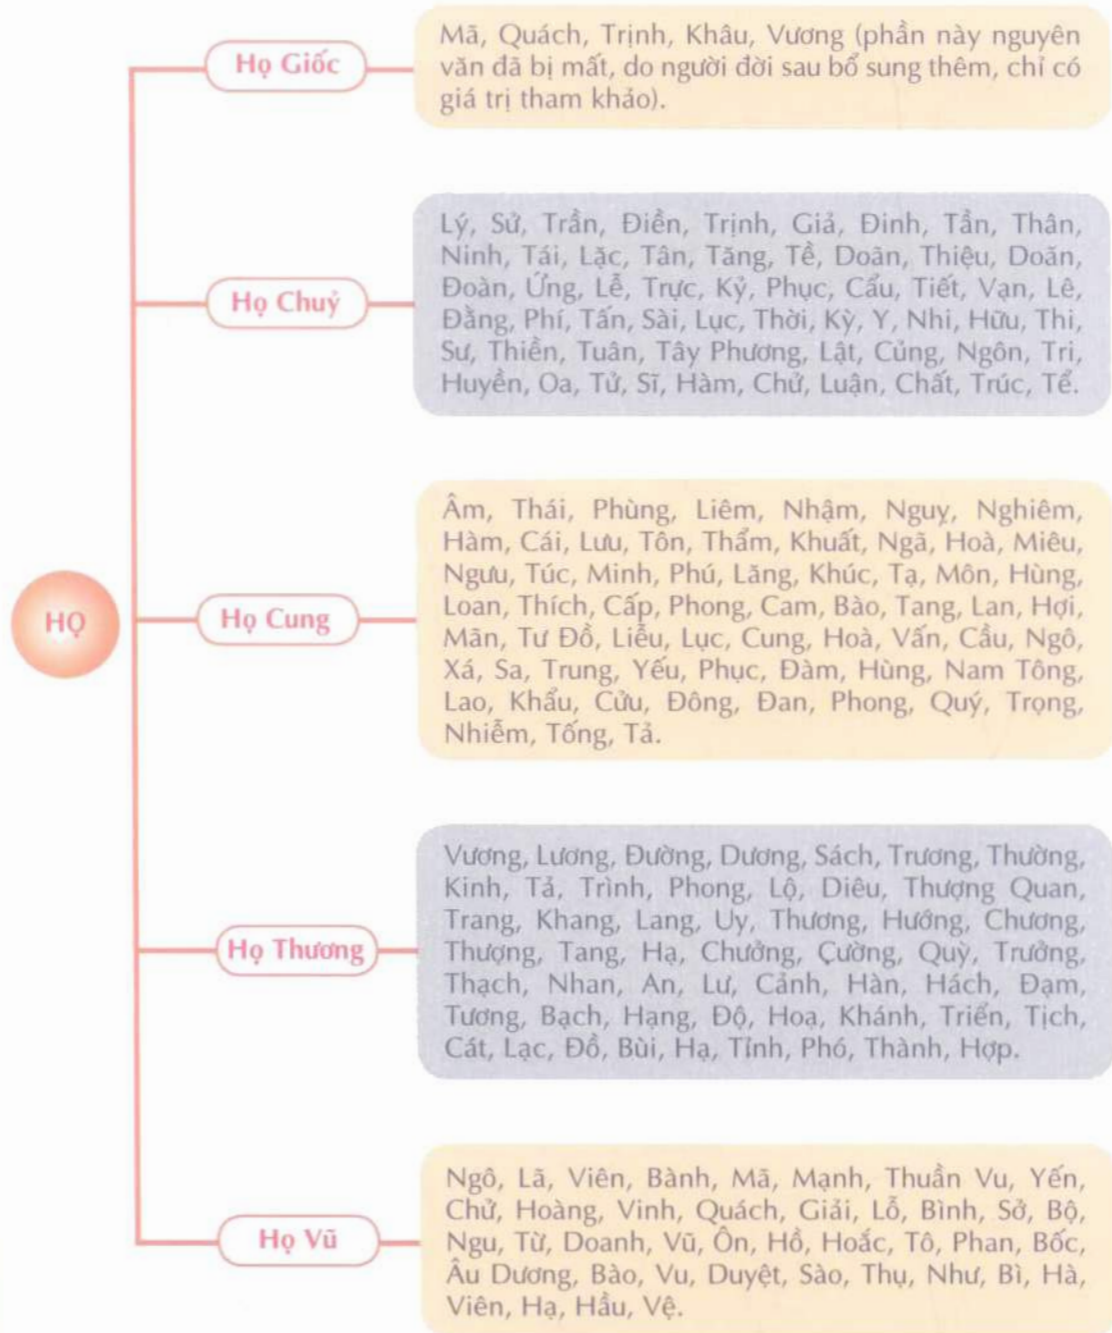 Họ Giốc
Mã, Quách, Trịnh, Khâu, Vương (phần này nguyên
văn đã bị mất, do người đời sau bổ sung thêm, chỉ có
giá trị tham khảo).
Họ Chuỷ
Lý, Sử, Trần, Điền, Trịnh, Giả, Đinh, Tần, Thân,
Ninh, Tái, Lặc, Tân, Tăng, Tề, Doãn, Thiệu, Doãn,
Đoàn, Ứng, Lễ, Trực, Kỷ, Phục, Cẩu, Tiết, Vạn, Lê,
Đằng, Phí, Tấn, Sài, Lục, Thời, Kỳ, Y, Nhi, Hữu, Thi,
Sư, Thiền, Tuân, Tây Phương, Lật, Củng, Ngôn, Tri,
Huyền, Oa, Tử, Sĩ, Hàm, Chử, Luận, Chất, Trúc, Tể.
HỌ
Họ Cung
Âm, Thái, Phùng, Liêm, Nhậm, Nguỵ, Nghiêm,
Hàm, Cái, Lưu, Tôn, Thẩm, Khuất, Ngã, Hoà, Miêu,
Ngưu, Túc, Minh, Phú, Lăng, Khúc, Tạ, Môn, Hùng,
Loan, Thích, Cấp, Phong, Cam, Bào, Tang, Lan, Hợi,
Mãn, Tư Đồ, Liễu, Lục, Cung, Hoà, Vấn, Cầu, Ngô,
Xá, Sa, Trung, Yếu, Phục, Đàm, Hùng, Nam Tông,
Lao, Khẩu, Cửu, Đông, Đan, Phong, Quý, Trọng,
Nhiễm, Tống, Tả.
Họ Thương
Vương, Lương, Đường, Dương, Sách, Trương, Thường,
Kinh, Tả, Trình, Phong, Lộ, Diêu, Thượng Quan,
Trang, Khang, Lang, Uy, Thương, Hướng, Chương,
Thượng, Tang, Hạ, Chưởng, Cường, Quỳ, Trưởng,
Thạch, Nhan, An, Lư, Cảnh, Hàn, Hách, Đạm,
Tương, Bạch, Hạng, Độ, Hoạ, Khánh, Triển, Tịch,
Cát, Lạc, Đồ, Bùi, Hạ, Tỉnh, Phó, Thành, Hợp.
Họ Vũ
Ngô, Lã, Viên, Bành, Mã, Mạnh, Thuần Vu, Yến,
Chử, Hoàng, Vinh, Quách, Giải, Lỗ, Bình, Sở, Bộ,
Ngu, Từ, Doanh, Vũ, Ôn, Hồ, Hoắc, Tô, Phan, Bốc,
Âu Dương, Bào, Vu, Duyệt, Sào, Thụ, Như, Bì, Hà,
Viên, Hạ, Hầu, Vệ.